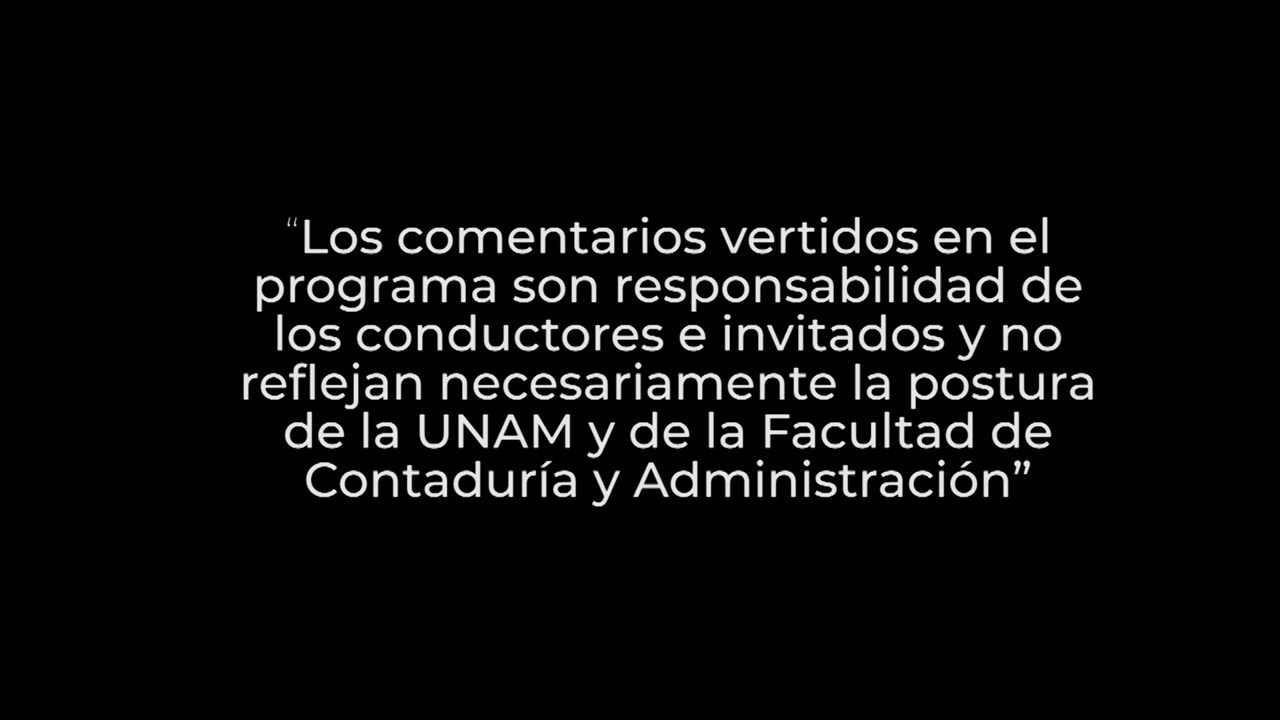 “Los comentarios vertidos en el
programa son responsabilidad de
los conductores e invitados y no
reflejan necesariamente la postura
de la UNAM y de la Facultad de
Contaduría y Administración”